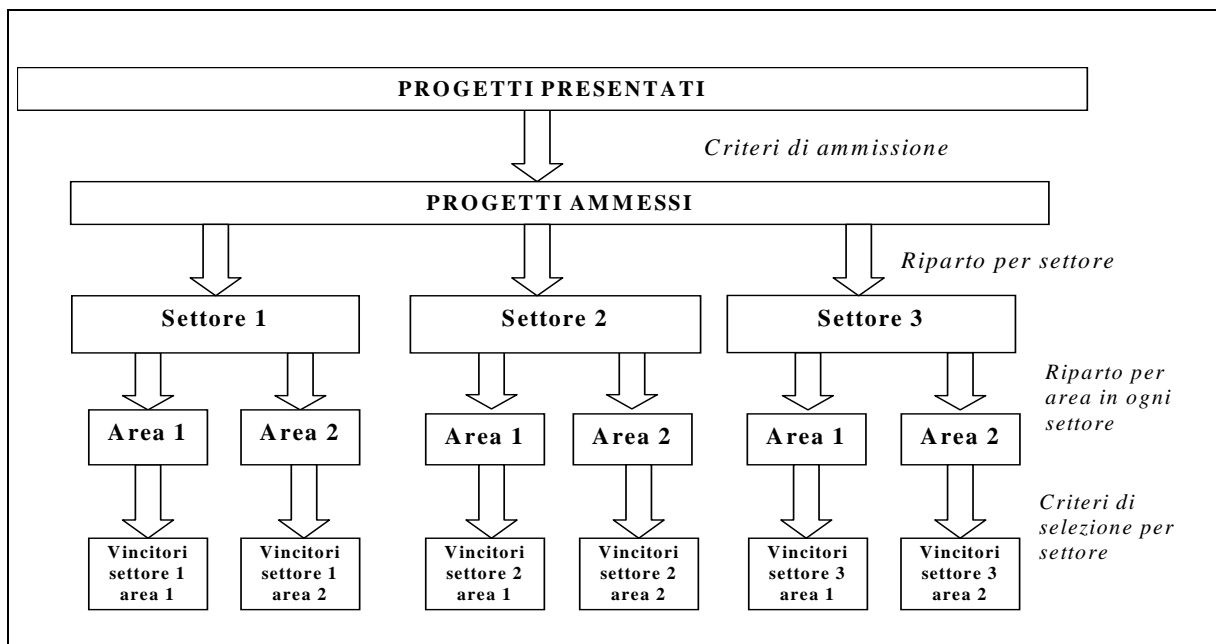 PROGETTI PRESENTATI
Criteri di ammissione
PROGETTI AMMESSI
Riparto per settore
Settore 1
Settore 2
Settore 3
Riparto per
area in ogni
settore
Area 1
Area 2
Area 1
Area 2
Area 1
Area 2
Criteri di
selezione per
settore
Vincitori
settore 1
area 1
Vincitori
settore 1
area 2
Vincitori
settore 2
area 1
Vincitori
settore 2
area 2
Vincitori
settore 3
area 1
Vincitori
settore 3
area 2